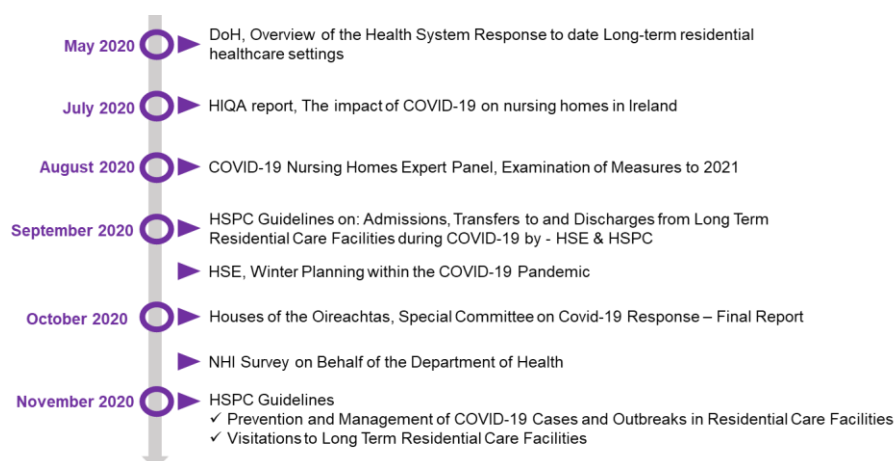 May 2020
DoH, Overview of the Health System Response to date Long-term residential
healthcare settings
July 2020
HIQA report, The impact of COVID-19 on nursing homes in Ireland
August 2020
COVID-19 Nursing Homes Expert Panel, Examination of Measures to 2021
September 2020
HSPC Guidelines on: Admissions, Transfers to and Discharges from Long Term
Residential Care Facilities during COVID-19 by - HSE & HSPC
HSE, Winter Planning within the COVID-19 Pandemic
October 2020
Houses of the Oireachtas, Special Committee on Covid-19 Response – Final Report
NHI Survey on Behalf of the Department of Health
November 2020
HSPC Guidelines
✓ Prevention and Management of COVID-19 Cases and Outbreaks in Residential Care Facilities
✓ Visitations to Long Term Residential Care Facilities